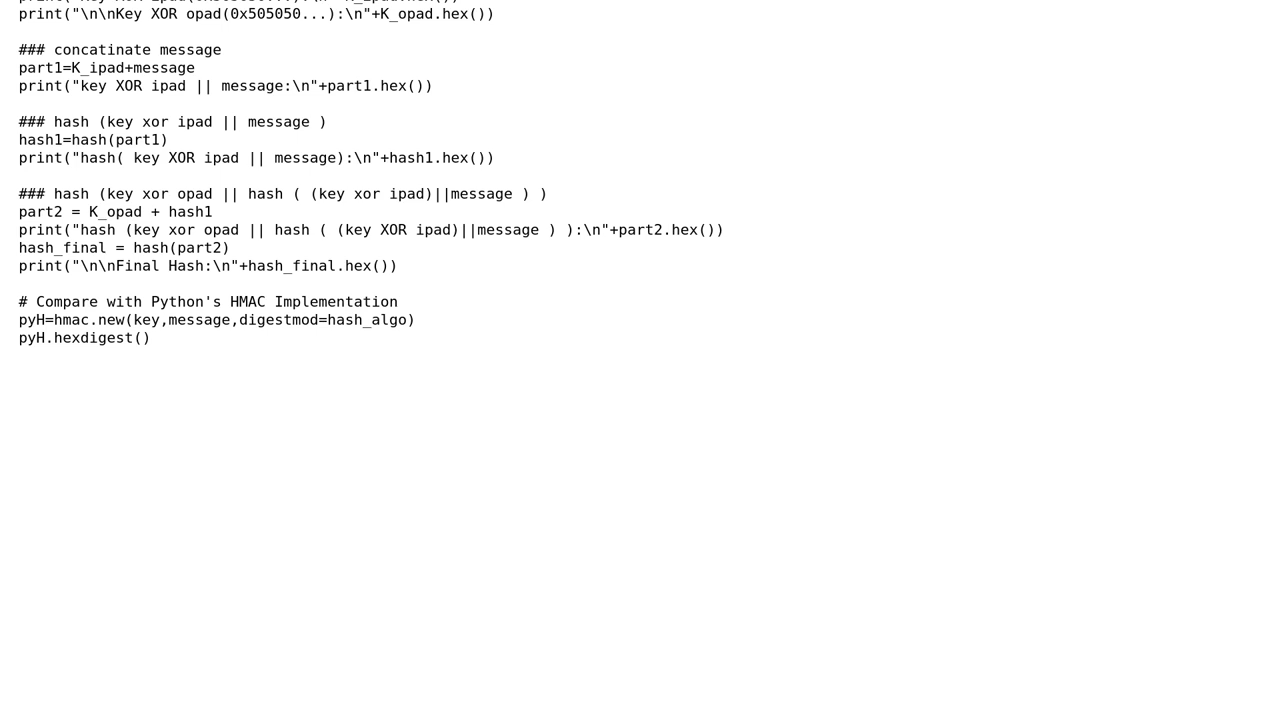 print("\n\nKey XOR opad(0x505050...):\n"+K_opad.hex())
### concatinate message
part1=K_ipad+message
print("key XOR ipad || message:\n"+part1.hex())
### hash (key xor ipad || message )
hash1=hash(part1)
print("hash( key XOR ipad || message):\n"+hash1.hex())
### hash (key xor opad || hash ( (key xor ipad)||message ) )
part2 = K_opad + hash1
print("hash (key xor opad || hash ( (key XOR ipad)||message ) ):\n"+part2.hex())
hash_final = hash(part2)
print("\n\nFinal Hash:\n"+hash_final.hex())
# Compare with Python's HMAC Implementation
pyH=hmac.new(key,message,digestmod=hash_algo)
pyH.hexdigest()